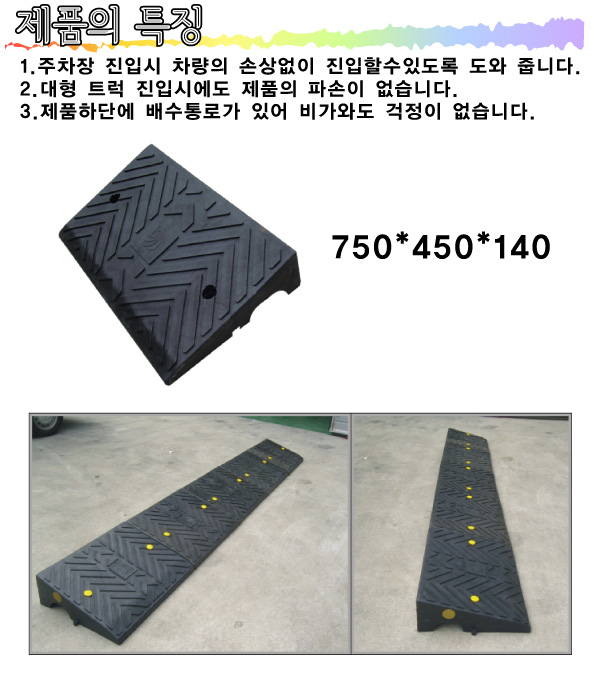 제품의 특징
1.주차장 진입시 차량의 손상없이 진입할수있도록 도와 줍니다.
2.대형 트럭 진입시에도 제품의 파손이 없습니다.
3.제품하단에 배수통로가 있어 비가와도 걱정이 없습니다.
750*450*140